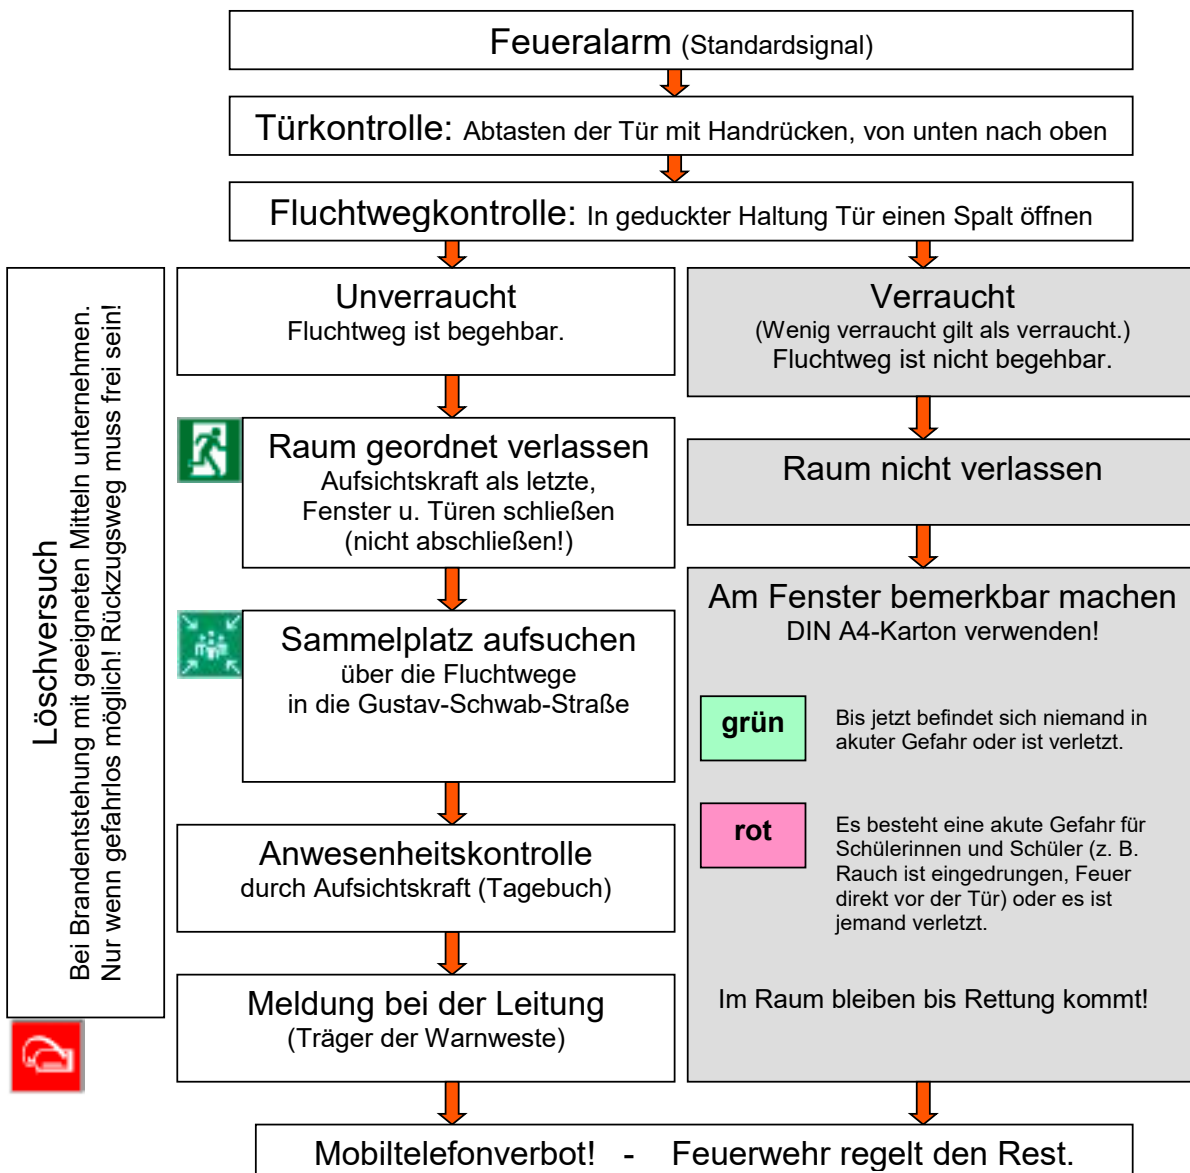 Feueralarm (Standardsignal)
Türkontrolle: Abtasten der Tür mit Handrücken, von unten nach oben
Fluchtwegkontrolle: In geduckter Haltung Tür einen Spalt öffnen
Löschversuch
Bei Brandentstehung mit geeigneten Mitteln unternehmen.
Nur wenn gefahrlos möglich! Rückzugsweg muss frei sein!
Unverraucht
Fluchtweg ist begehbar.
Raum geordnet verlassen
Aufsichtskraft als letzte,
Fenster u. Türen schließen
(nicht abschließen!)
Sammelplatz aufsuchen
über die Fluchtwege
in die Gustav-Schwab-Straße
Anwesenheitskontrolle
durch Aufsichtskraft (Tagebuch)
Meldung bei der Leitung
(Träger der Warnweste)
Verraucht
(Wenig verraucht gilt als verraucht.)
Fluchtweg ist nicht begehbar.
Raum nicht verlassen
Am Fenster bemerkbar machen
DIN A4-Karton verwenden!
grün
Bis jetzt befindet sich niemand in
akuter Gefahr oder ist verletzt.
rot
Es besteht eine akute Gefahr für
Schülerinnen und Schüler (z. B.
Rauch ist eingedrungen, Feuer
direkt vor der Tür) oder es ist
jemand verletzt.
Im Raum bleiben bis Rettung kommt!
Mobiltelefonverbot! - Feuerwehr regelt den Rest.